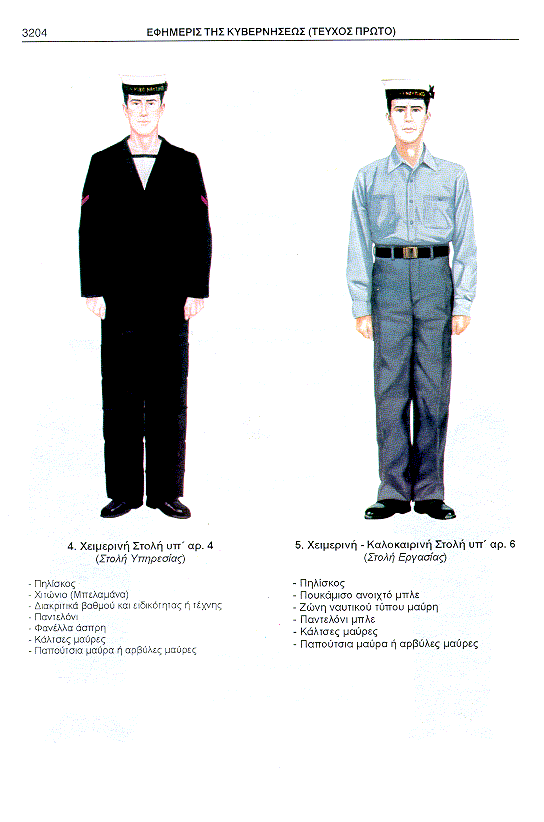 3204
ΕΦΗΜΕΡΙΣ ΤΗΣ ΚΥΒΕΡΝΗΣΕΩΣ (ΤΕΥΧΟΣ ΠΡΩΤΟ)
4. Χειμερινή Στολή υπ΄ αρ. 4
(Στολή Υπηρεσίας)
- Πηλίσκος
- Χιτώνιο (Μπελαμάνα)
- Διακριτικά βαθμού και ειδικότητας ή τέχνης
- Παντελόνι
- Φανέλλα άσπρη
- Κάλτσες μαύρες
- Παπούτσια μαύρα ή αρβύλες μαύρες
5. Χειμερινή - Καλοκαιρινή Στολή υπ΄ αρ. 6
(Στολή Εργασίας)
- Πηλίσκος
- Πουκάμισο ανοιχτό μπλε
- Ζώνη ναυτικού τύπου μαύρη
- Παντελόνι μπλε
- Κάλτσες μαύρες
- Παπούτσια μαύρα ή αρβύλες μαύρες